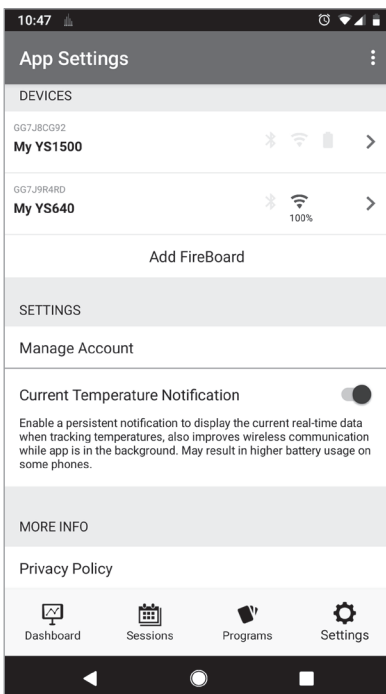 10:47
App Settings
DEVICES
GG7J8CG92
My YS1500
GG7J9R4RD
My YS640
100%
Add FireBoard
SETTINGS
Manage Account
Current Temperature Notification
Enable a persistent notification to display the current real-time data
when tracking temperatures, also improves wireless communication
while app is in the background. May result in higher battery usage on
some phones.
MORE INFO
Privacy Policy
Dashboard Sessions Programs Settings